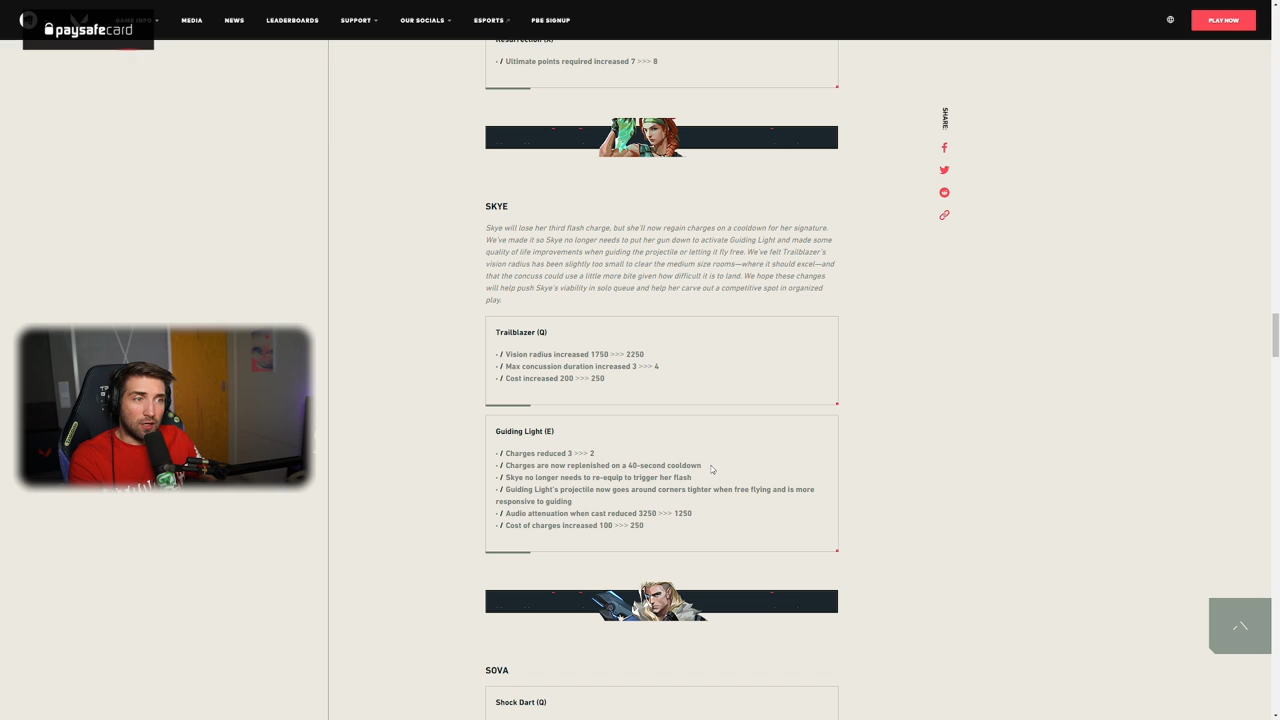 paysafecard
GAME INFO
MEDIA
NEWS
LEADERBOARDS
SUPPORT
OUR SOCIALS
ESPORTS
PBE SIGNUP
PLAY NOW
Resurrection (X)
· / Ultimate points required increased 7 >>> 8
SHARE:
SKYE
Skye will lose her third flash charge, but she'll now regain charges on a cooldown for her signature.
We've made it so Skye no longer needs to put her gun down to activate Guiding Light and made some
quality of life improvements when guiding the projectile or letting it fly free. We've felt Trailblazer's
vision radius has been slightly too small to clear the medium size rooms—where it should excel—and
that the concuss could use a little more bite given how difficult it is to land. We hope these changes
will help push Skye's viability in solo queue and help her carve out a competitive spot in organized
play.
Trailblazer (Q)
· / Vision radius increased 1750 >>> 2250
· / Max concussion duration increased 3 >>> 4
· / Cost increased 200 >>> 250
Guiding Light (E)
· / Charges reduced 3 >>> 2
· / Charges are now replenished on a 40-second cooldown
· / Skye no longer needs to re-equip to trigger her flash
· / Guiding Light's projectile now goes around corners tighter when free flying and is more
responsive to guiding
· / Audio attenuation when cast reduced 3250 >>> 1250
· / Cost of charges increased 100 >>> 250
SOVA
Shock Dart (Q)